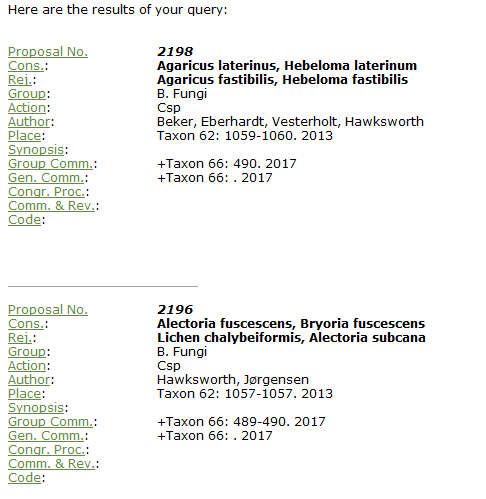 Here are the results of your query:
Proposal No. 2198
Cons.: Agaricus laterinus, Hebeloma laterinum
Rej.: Agaricus fastibilis, Hebeloma fastibilis
Group: B. Fungi
Action: Csp
Author: Beker, Eberhardt, Vesterholt, Hawksworth
Place: Taxon 62: 1059-1060. 2013
Synopsis:
Group Comm.: +Taxon 66: 490. 2017
Gen. Comm.: +Taxon 66: . 2017
Congr. Proc.:
Comm. & Rev.:
Code:
Proposal No. 2196
Cons.: Alectoria fuscescens, Bryoria fuscescens
Rej.: Lichen chalybeiformis, Alectoria subcana
Group: B. Fungi
Action: Csp
Author: Hawksworth, Jørgensen
Place: Taxon 62: 1057-1057. 2013
Synopsis:
Group Comm.: +Taxon 66: 489-490. 2017
Gen. Comm.: +Taxon 66: . 2017
Congr. Proc.:
Comm. & Rev.:
Code: